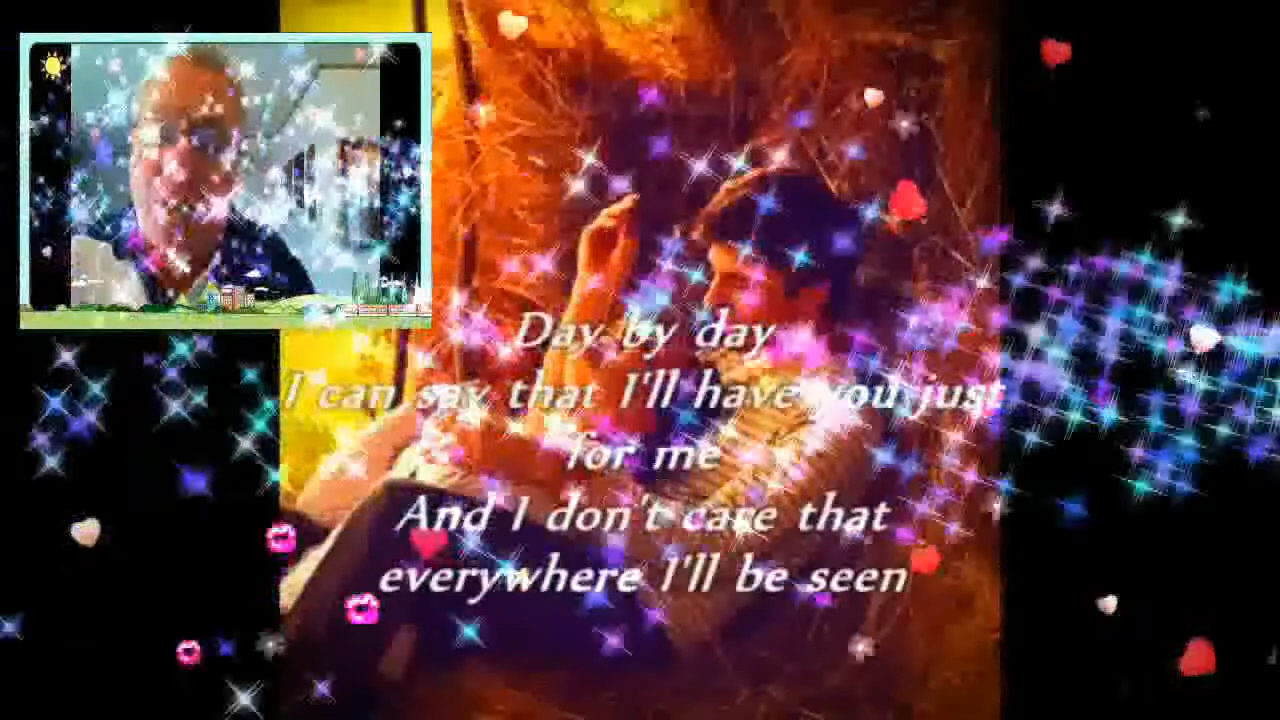 Day by day
I can say that I'll have you just
for me
And I don't care that
everywhere I'll be seen